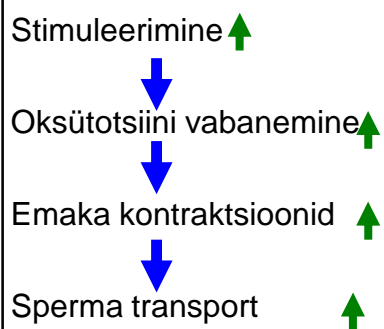 Stimuleerimine
Oksütotsiini vabanemine
Emaka kontraktsioonid
Sperma transport